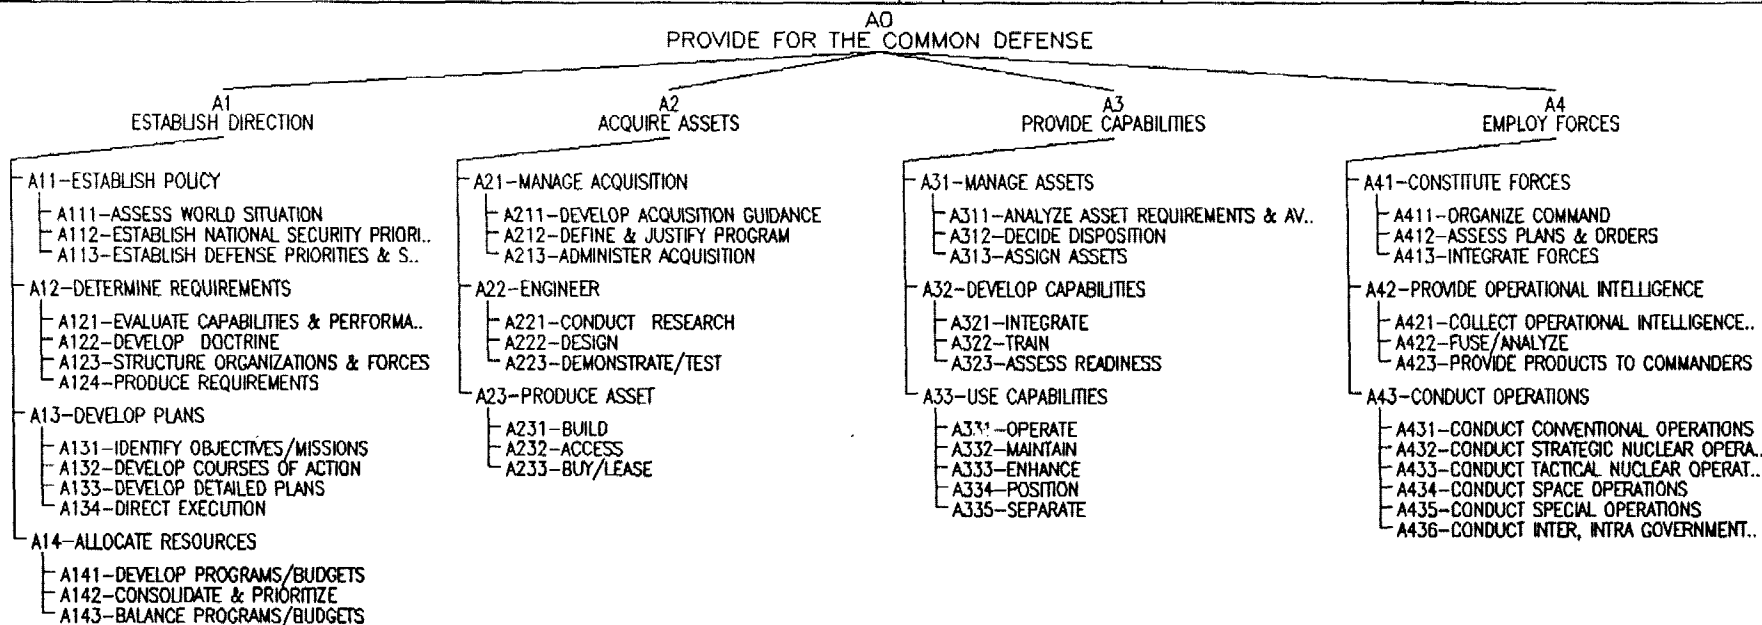 A0
PROVIDE FOR THE COMMON DEFENSE
A1
ESTABLISH DIRECTION
A11-ESTABLISH POLICY
A111-ASSESS WORLD SITUATION
A112-ESTABLISH NATIONAL SECURITY PRIORI..
A113-ESTABLISH DEFENSE PRIORITIES & S..
A12-DETERMINE REQUIREMENTS
A121-EVALUATE CAPABILITIES & PERFORMA..
A122-DEVELOP DOCTRINE
A123-STRUCTURE ORGANIZATIONS & FORCES
A124-PRODUCE REQUIREMENTS
A13-DEVELOP PLANS
A131-IDENTIFY OBJECTIVES/MISSIONS
A132-DEVELOP COURSES OF ACTION
A133-DEVELOP DETAILED PLANS
A134-DIRECT EXECUTION
A14-ALLOCATE RESOURCES
A141-DEVELOP PROGRAMS/BUDGETS
A142-CONSOLIDATE & PRIORITIZE
A143-BALANCE PROGRAMS/BUDGETS
A2
ACQUIRE ASSETS
A21-MANAGE ACQUISITION
A211-DEVELOP ACQUISITION GUIDANCE
A212-DEFINE & JUSTIFY PROGRAM
A213-ADMINISTER ACQUISITION
A22-ENGINEER
A221-CONDUCT RESEARCH
A222-DESIGN
A223-DEMONSTRATE/TEST
A23-PRODUCE ASSET
A231-BUILD
A232-ACCESS
A233-BUY/LEASE
A3
PROVIDE CAPABILITIES
A31-MANAGE ASSETS
A311-ANALYZE ASSET REQUIREMENTS & AV..
A312-DECIDE DISPOSITION
A313-ASSIGN ASSETS
A32-DEVELOP CAPABILITIES
A321-INTEGRATE
A322-TRAIN
A323-ASSESS READINESS
A33-USE CAPABILITIES
A331-OPERATE
A332-MAINTAIN
A333-ENHANCE
A334-POSITION
A335-SEPARATE
A4
EMPLOY FORCES
A41-CONSTITUTE FORCES
A411-ORGANIZE COMMAND
A412-ASSESS PLANS & ORDERS
A413-INTEGRATE FORCES
A42-PROVIDE OPERATIONAL INTELLIGENCE
A421-COLLECT OPERATIONAL INTELLIGENCE..
A422-FUSE/ANALYZE
A423-PROVIDE PRODUCTS TO COMMANDERS
A43-CONDUCT OPERATIONS
A431-CONDUCT CONVENTIONAL OPERATIONS
A432-CONDUCT STRATEGIC NUCLEAR OPERA..
A433-CONDUCT TACTICAL NUCLEAR OPERAT..
A434-CONDUCT SPACE OPERATIONS
A435-CONDUCT SPECIAL OPERATIONS
A436-CONDUCT INTER, INTRA GOVERNMENT..